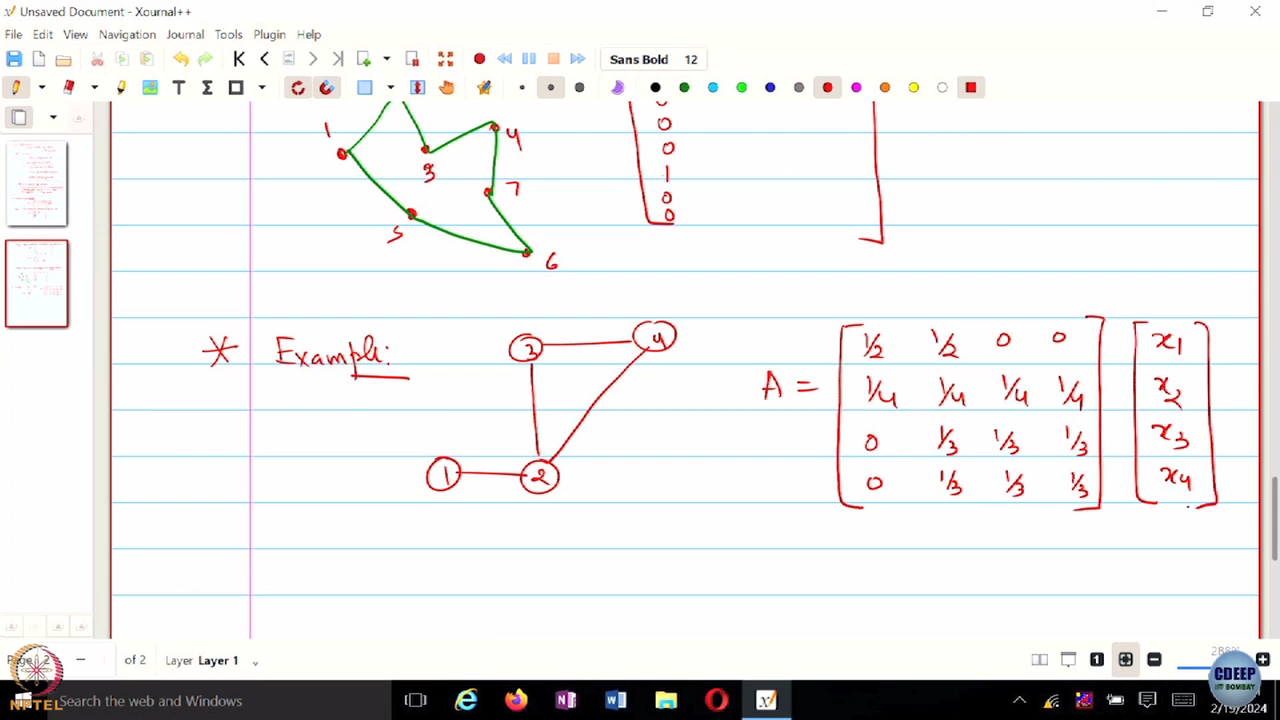 Unsaved Document - Xournal++
File Edit View Navigation Journal Tools Plugin Help
Sans Bold 12
1
3
4
7
5
6
0
0
1
0
0
* Example:
3 4
1 2
A = [ 1/2 1/2 0 0 ] [ x1 ]
[ 1/4 1/4 1/4 1/4 ] [ x2 ]
[ 0 1/3 1/3 1/3 ] [ x3 ]
[ 0 1/3 1/3 1/3 ] [ x4 ]
Page 2 of 2 Layer Layer 1
288%
NPTEL
Search the web and Windows
CDEEP
IIT BOMBAY
2/19/2024